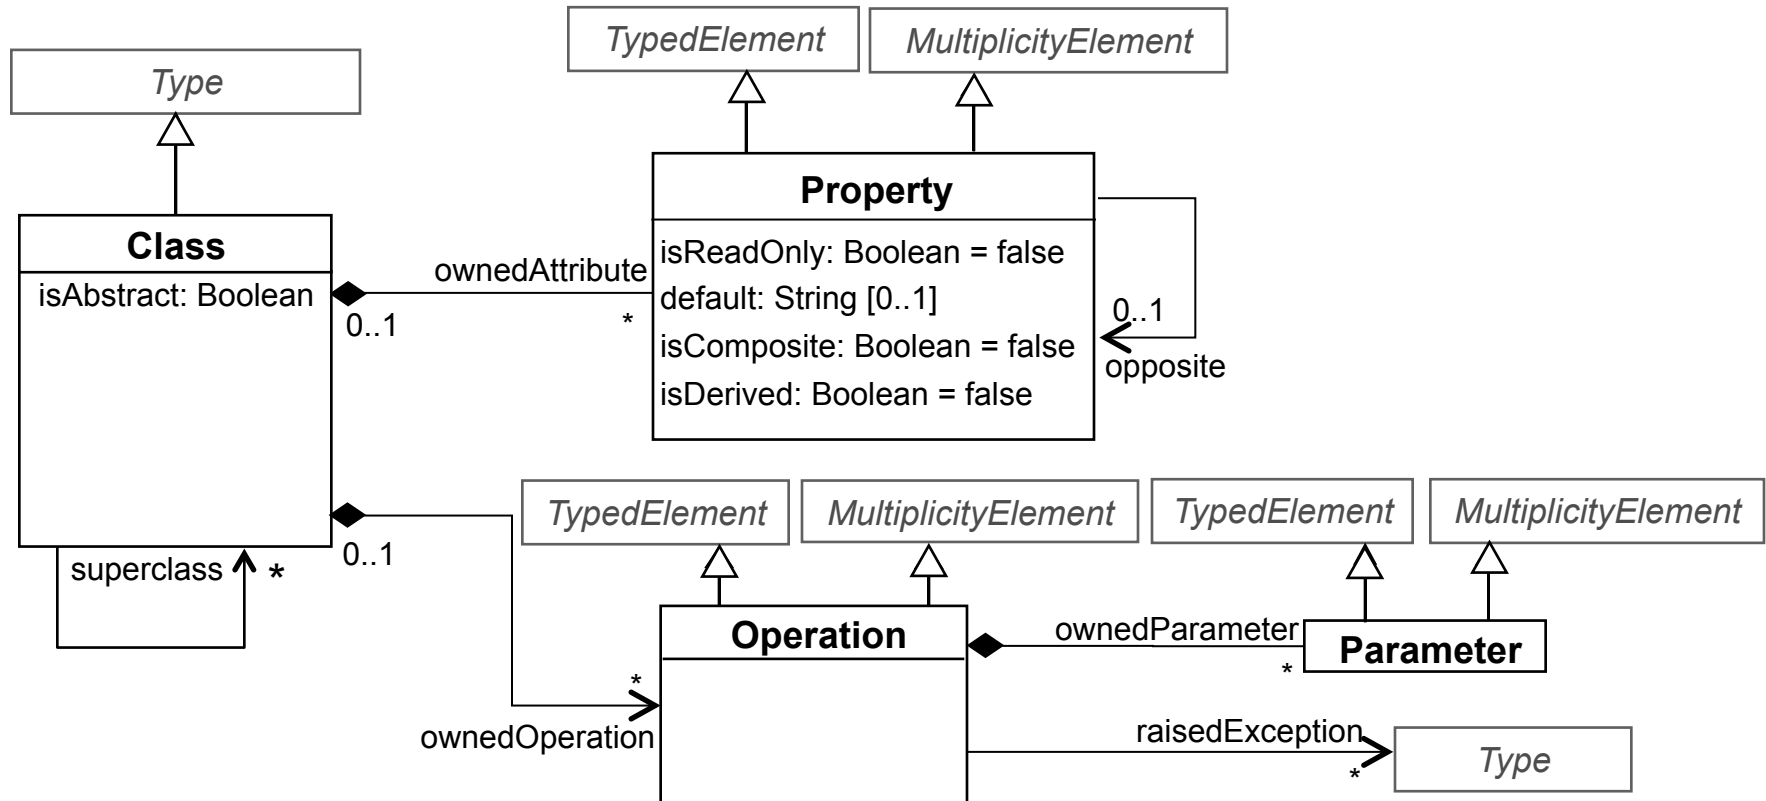 TypedElement
MultiplicityElement
Type
Property
Class
isAbstract: Boolean
ownedAttribute
0..1
*
isReadOnly: Boolean = false
default: String [0..1]
isComposite: Boolean = false
isDerived: Boolean = false
0..1
opposite
TypedElement
MultiplicityElement
TypedElement
MultiplicityElement
superclass
*
0..1
Operation
ownedParameter
*
Parameter
*
ownedOperation
raisedException
*
Type